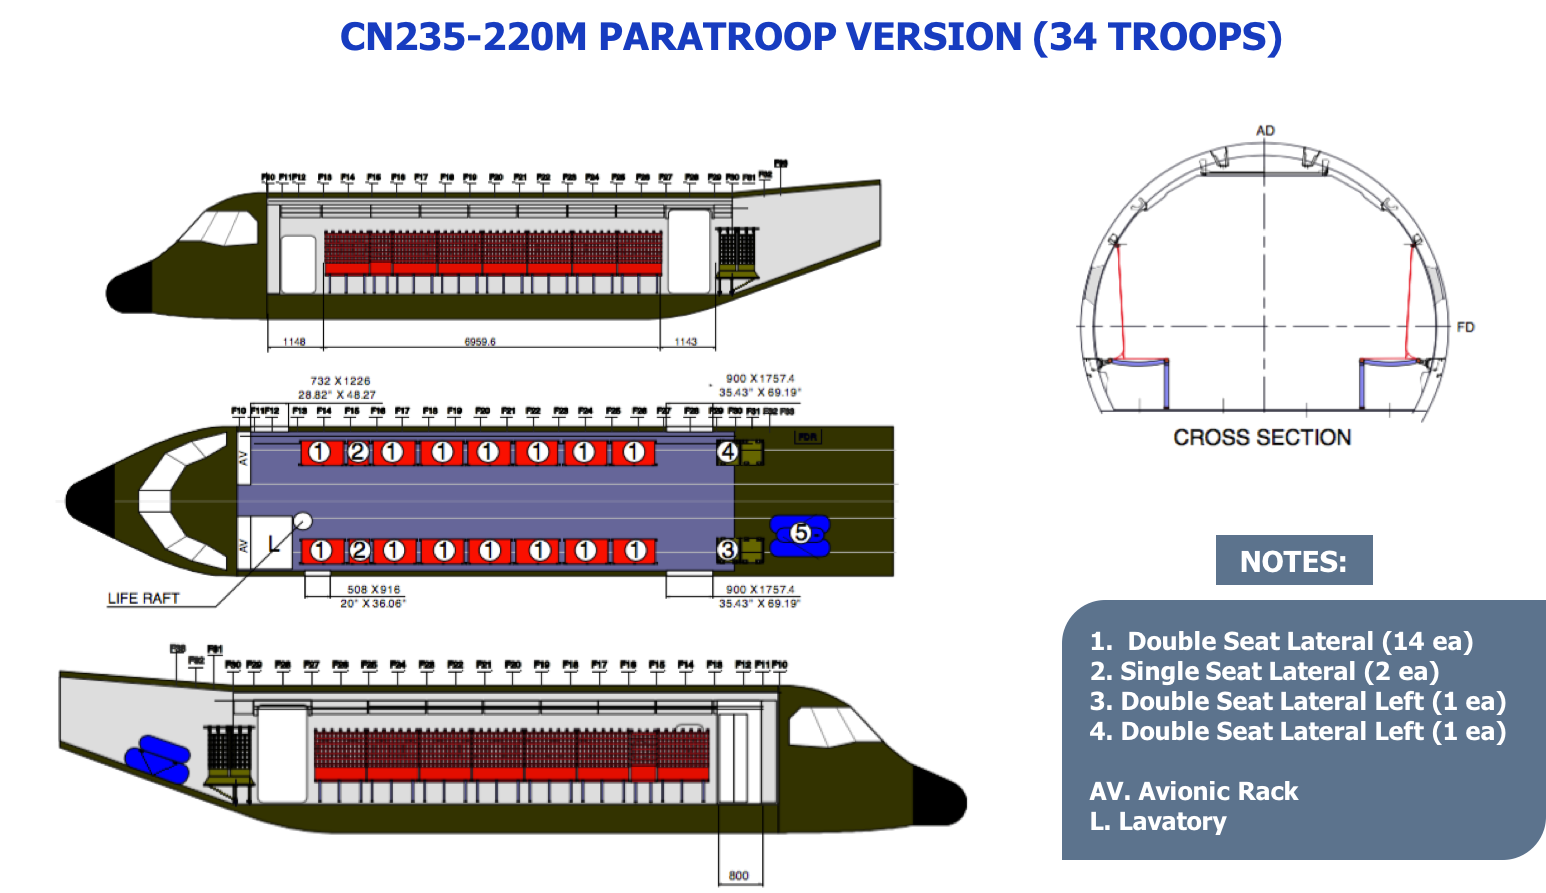 CN235-220M PARATROOP VERSION (34 TROOPS)
F10 F11 F12 F13 F14 F15 F16 F17 F18 F19 F20 F21 F22 F23 F24 F25 F26 F27 F28 F29 F30 F31 F32 F33
1148 6959.6 1143
732 X 1226
28.82" X 48.27
900 X 1757.4
35.43" X 69.19"
F10 F11 F12 F13 F14 F15 F16 F17 F18 F19 F20 F21 F22 F23 F24 F25 F26 F27 F28 F29 F30 F31 F32 F33
FDR
AV 1 2 1 1 1 1 1 1 4
5
AV L 1 2 1 1 1 1 1 1 3
LIFE RAFT
508 X 916
20" X 36.06"
900 X 1757.4
35.43" X 69.19"
F33 F32 F31 F30 F29 F28 F27 F26 F25 F24 F23 F22 F21 F20 F19 F18 F17 F16 F15 F14 F13 F12 F11 F10
800
AD
FD
CROSS SECTION
NOTES:
1. Double Seat Lateral (14 ea)
2. Single Seat Lateral (2 ea)
3. Double Seat Lateral Left (1 ea)
4. Double Seat Lateral Left (1 ea)
AV. Avionic Rack
L. Lavatory